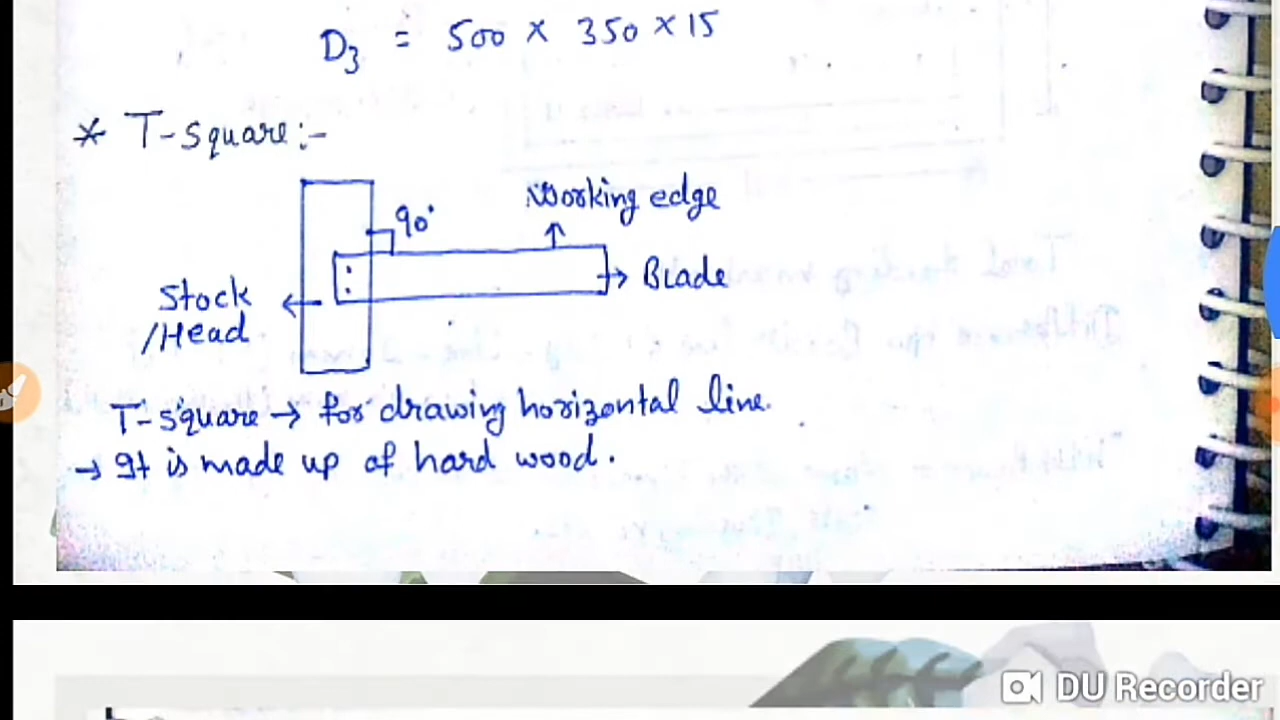 D3 = 500 × 350 × 15
* T-square:-
90°
Working edge
Blade
Stock
/Head
T-square → for drawing horizontal line.
→ It is made up of hard wood.
DU Recorder